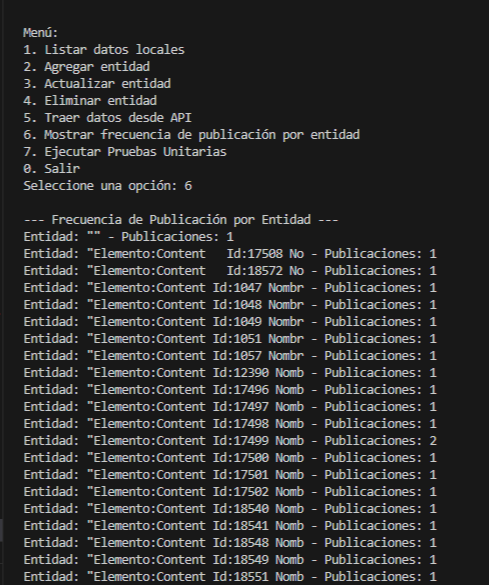 Menú:
1. Listar datos locales
2. Agregar entidad
3. Actualizar entidad
4. Eliminar entidad
5. Traer datos desde API
6. Mostrar frecuencia de publicación por entidad
7. Ejecutar Pruebas Unitarias
0. Salir
Seleccione una opción: 6
--- Frecuencia de Publicación por Entidad ---
Entidad: "" - Publicaciones: 1
Entidad: "Elemento:Content   Id:17508 No - Publicaciones: 1
Entidad: "Elemento:Content   Id:18572 No - Publicaciones: 1
Entidad: "Elemento:Content Id:1047 Nombr - Publicaciones: 1
Entidad: "Elemento:Content Id:1048 Nombr - Publicaciones: 1
Entidad: "Elemento:Content Id:1049 Nombr - Publicaciones: 1
Entidad: "Elemento:Content Id:1051 Nombr - Publicaciones: 1
Entidad: "Elemento:Content Id:1057 Nombr - Publicaciones: 1
Entidad: "Elemento:Content Id:12390 Nomb - Publicaciones: 1
Entidad: "Elemento:Content Id:17496 Nomb - Publicaciones: 1
Entidad: "Elemento:Content Id:17497 Nomb - Publicaciones: 1
Entidad: "Elemento:Content Id:17498 Nomb - Publicaciones: 1
Entidad: "Elemento:Content Id:17499 Nomb - Publicaciones: 2
Entidad: "Elemento:Content Id:17500 Nomb - Publicaciones: 1
Entidad: "Elemento:Content Id:17501 Nomb - Publicaciones: 1
Entidad: "Elemento:Content Id:17502 Nomb - Publicaciones: 1
Entidad: "Elemento:Content Id:18540 Nomb - Publicaciones: 1
Entidad: "Elemento:Content Id:18541 Nomb - Publicaciones: 1
Entidad: "Elemento:Content Id:18548 Nomb - Publicaciones: 1
Entidad: "Elemento:Content Id:18549 Nomb - Publicaciones: 1
Entidad: "Elemento:Content Id:18551 Nomb - Publicaciones: 1